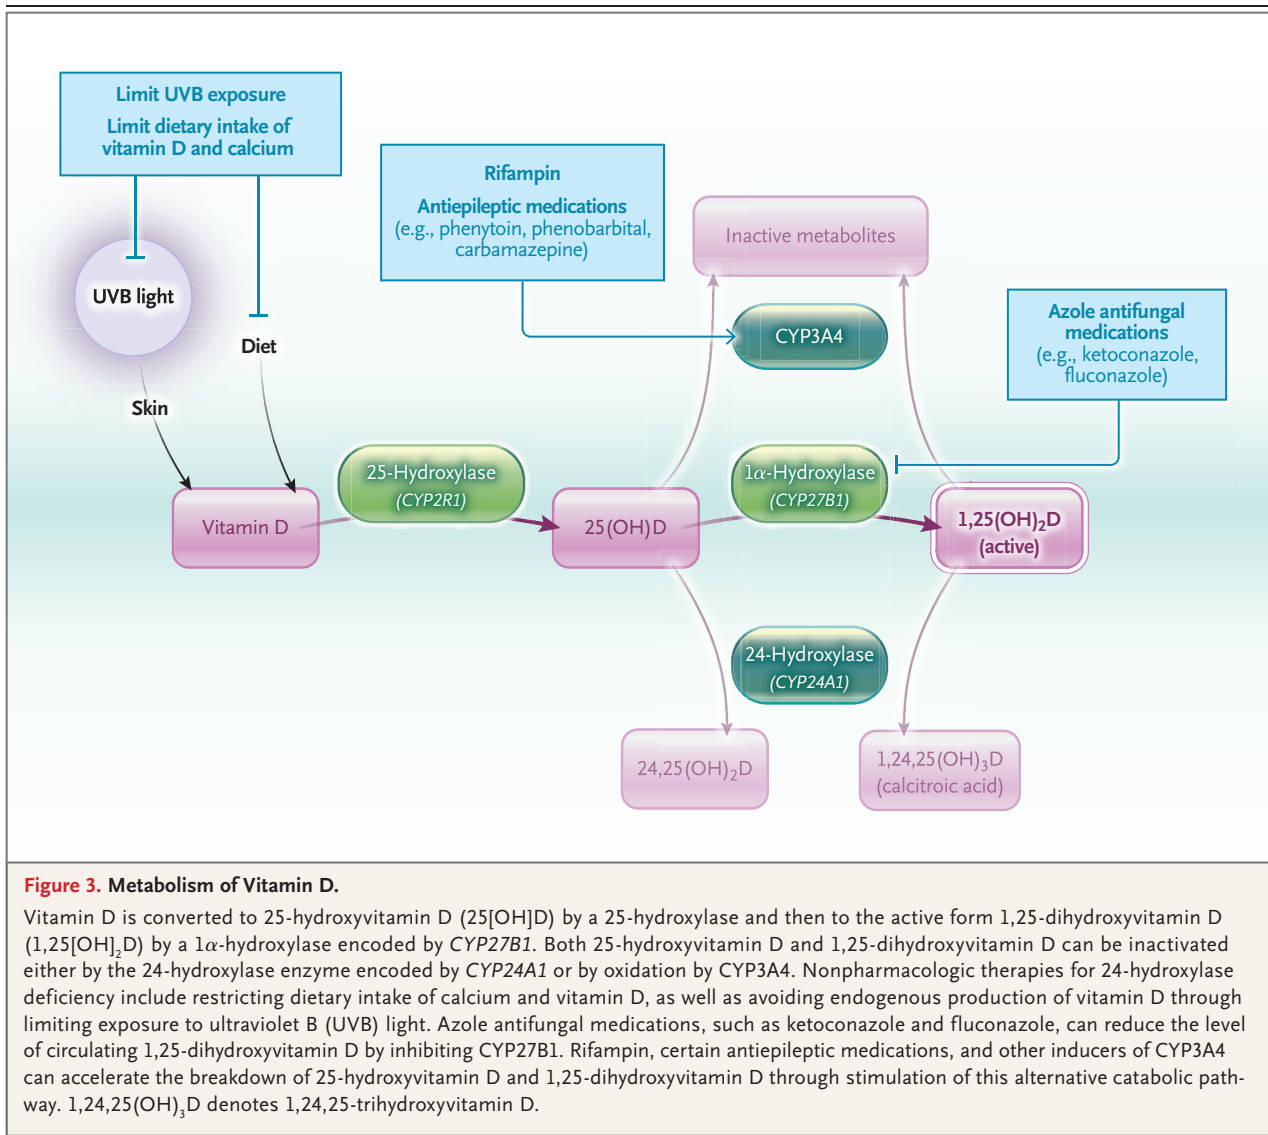 Limit UVB exposure
Limit dietary intake of
vitamin D and calcium
Rifampin
Antiepileptic medications
(e.g., phenytoin, phenobarbital,
carbamazepine)
Inactive metabolites
UVB light
CYP3A4
Azole antifungal
medications
(e.g., ketoconazole,
fluconazole)
Diet
Skin
25-Hydroxylase
(CYP2R1)
1α-Hydroxylase
(CYP27B1)
Vitamin D
25(OH)D
1,25(OH)₂D
(active)
24-Hydroxylase
(CYP24A1)
24,25(OH)₂D
1,24,25(OH)₃D
(calcitroic acid)
Figure 3. Metabolism of Vitamin D.
Vitamin D is converted to 25-hydroxyvitamin D (25[OH]D) by a 25-hydroxylase and then to the active form 1,25-dihydroxyvitamin D
(1,25[OH]₂D) by a 1α-hydroxylase encoded by CYP27B1. Both 25-hydroxyvitamin D and 1,25-dihydroxyvitamin D can be inactivated
either by the 24-hydroxylase enzyme encoded by CYP24A1 or by oxidation by CYP3A4. Nonpharmacologic therapies for 24-hydroxylase
deficiency include restricting dietary intake of calcium and vitamin D, as well as avoiding endogenous production of vitamin D through
limiting exposure to ultraviolet B (UVB) light. Azole antifungal medications, such as ketoconazole and fluconazole, can reduce the level
of circulating 1,25-dihydroxyvitamin D by inhibiting CYP27B1. Rifampin, certain antiepileptic medications, and other inducers of CYP3A4
can accelerate the breakdown of 25-hydroxyvitamin D and 1,25-dihydroxyvitamin D through stimulation of this alternative catabolic path-
way. 1,24,25(OH)₃D denotes 1,24,25-trihydroxyvitamin D.